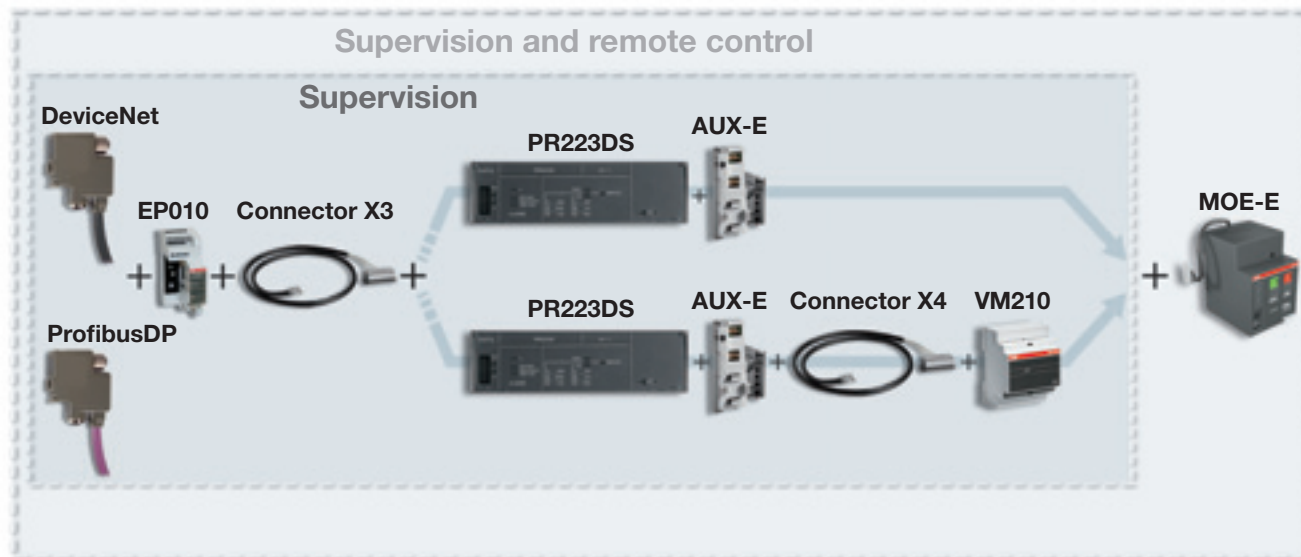 Supervision and remote control
Supervision
DeviceNet
PR223DS
AUX-E
EP010
Connector X3
MOE-E
PR223DS
AUX-E
Connector X4
VM210
ProfibusDP